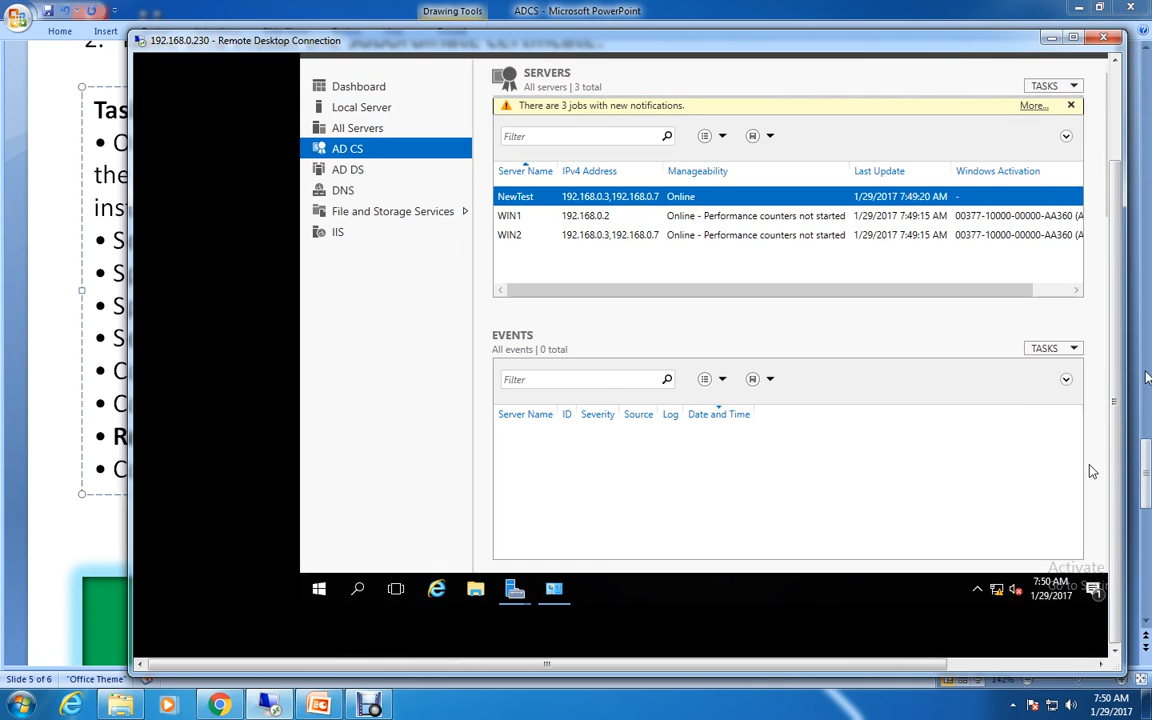 Drawing Tools
ADCS - Microsoft PowerPoint
Home
Insert
2.
192.168.0.230 - Remote Desktop Connection
Tas
the
ins
Dashboard
Local Server
All Servers
AD CS
AD DS
DNS
File and Storage Services
IIS
SERVERS
All servers | 3 total
TASKS
There are 3 jobs with new notifications.
More...
Filter
Server Name IPv4 Address Manageability Last Update Windows Activation
NewTest 192.168.0.3,192.168.0.7 Online 1/29/2017 7:49:20 AM -
WIN1 192.168.0.2 Online - Performance counters not started 1/29/2017 7:49:15 AM 00377-10000-00000-AA360 (A
WIN2 192.168.0.3,192.168.0.7 Online - Performance counters not started 1/29/2017 7:49:15 AM 00377-10000-00000-AA360 (A
EVENTS
All events | 0 total
TASKS
Filter
Server Name ID Severity Source Log Date and Time
Activate
7:50 AM
1/29/2017
1
Slide 5 of 6
"Office Theme"
142%
7:50 AM
1/29/2017